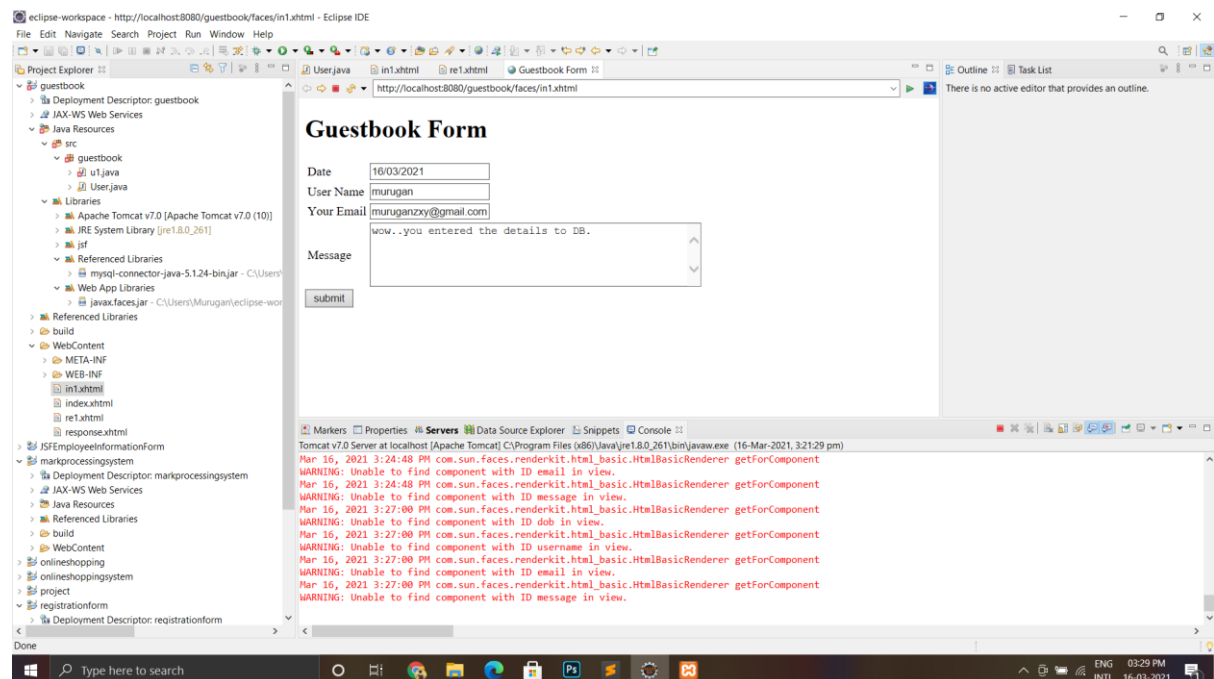 eclipse-workspace - http://localhost:8080/guestbook/faces/in1.xhtml - Eclipse IDE
File Edit Navigate Search Project Run Window Help
Project Explorer
guestbook
Deployment Descriptor: guestbook
JAX-WS Web Services
Java Resources
src
guestbook
u1.java
User.java
Libraries
Apache Tomcat v7.0 [Apache Tomcat v7.0 (10)]
JRE System Library [jre1.8.0_261]
jsf
Referenced Libraries
mysql-connector-java-5.1.24-bin.jar - C:\Users\
Web App Libraries
javax.faces.jar - C:\Users\Murugan\eclipse-wor
Referenced Libraries
build
WebContent
META-INF
WEB-INF
in1.xhtml
index.xhtml
re1.xhtml
response.xhtml
JSFEmployeeInformationForm
markprocessingsystem
Deployment Descriptor: markprocessingsystem
JAX-WS Web Services
Java Resources
Referenced Libraries
build
WebContent
onlineshopping
onlineshoppingsystem
project
registrationform
Deployment Descriptor: registrationform
User.java in1.xhtml re1.xhtml Guestbook Form
http://localhost:8080/guestbook/faces/in1.xhtml
Guestbook Form
Date 16/03/2021
User Name murugan
Your Email muruganzxy@gmail.com
wow..you entered the details to DB.
Message
submit
Outline Task List
There is no active editor that provides an outline.
Markers Properties Servers Data Source Explorer Snippets Console
Tomcat v7.0 Server at localhost [Apache Tomcat] C:\Program Files (x86)\Java\jre1.8.0_261\bin\javaw.exe (16-Mar-2021, 3:21:29 pm)
Mar 16, 2021 3:24:48 PM com.sun.faces.renderkit.html_basic.HtmlBasicRenderer getForComponent
WARNING: Unable to find component with ID email in view.
Mar 16, 2021 3:24:48 PM com.sun.faces.renderkit.html_basic.HtmlBasicRenderer getForComponent
WARNING: Unable to find component with ID message in view.
Mar 16, 2021 3:27:00 PM com.sun.faces.renderkit.html_basic.HtmlBasicRenderer getForComponent
WARNING: Unable to find component with ID dob in view.
Mar 16, 2021 3:27:00 PM com.sun.faces.renderkit.html_basic.HtmlBasicRenderer getForComponent
WARNING: Unable to find component with ID username in view.
Mar 16, 2021 3:27:00 PM com.sun.faces.renderkit.html_basic.HtmlBasicRenderer getForComponent
WARNING: Unable to find component with ID email in view.
Mar 16, 2021 3:27:00 PM com.sun.faces.renderkit.html_basic.HtmlBasicRenderer getForComponent
WARNING: Unable to find component with ID message in view.
Done
Type here to search
Ps
ENG 03:29 PM
INTL 16-03-2021